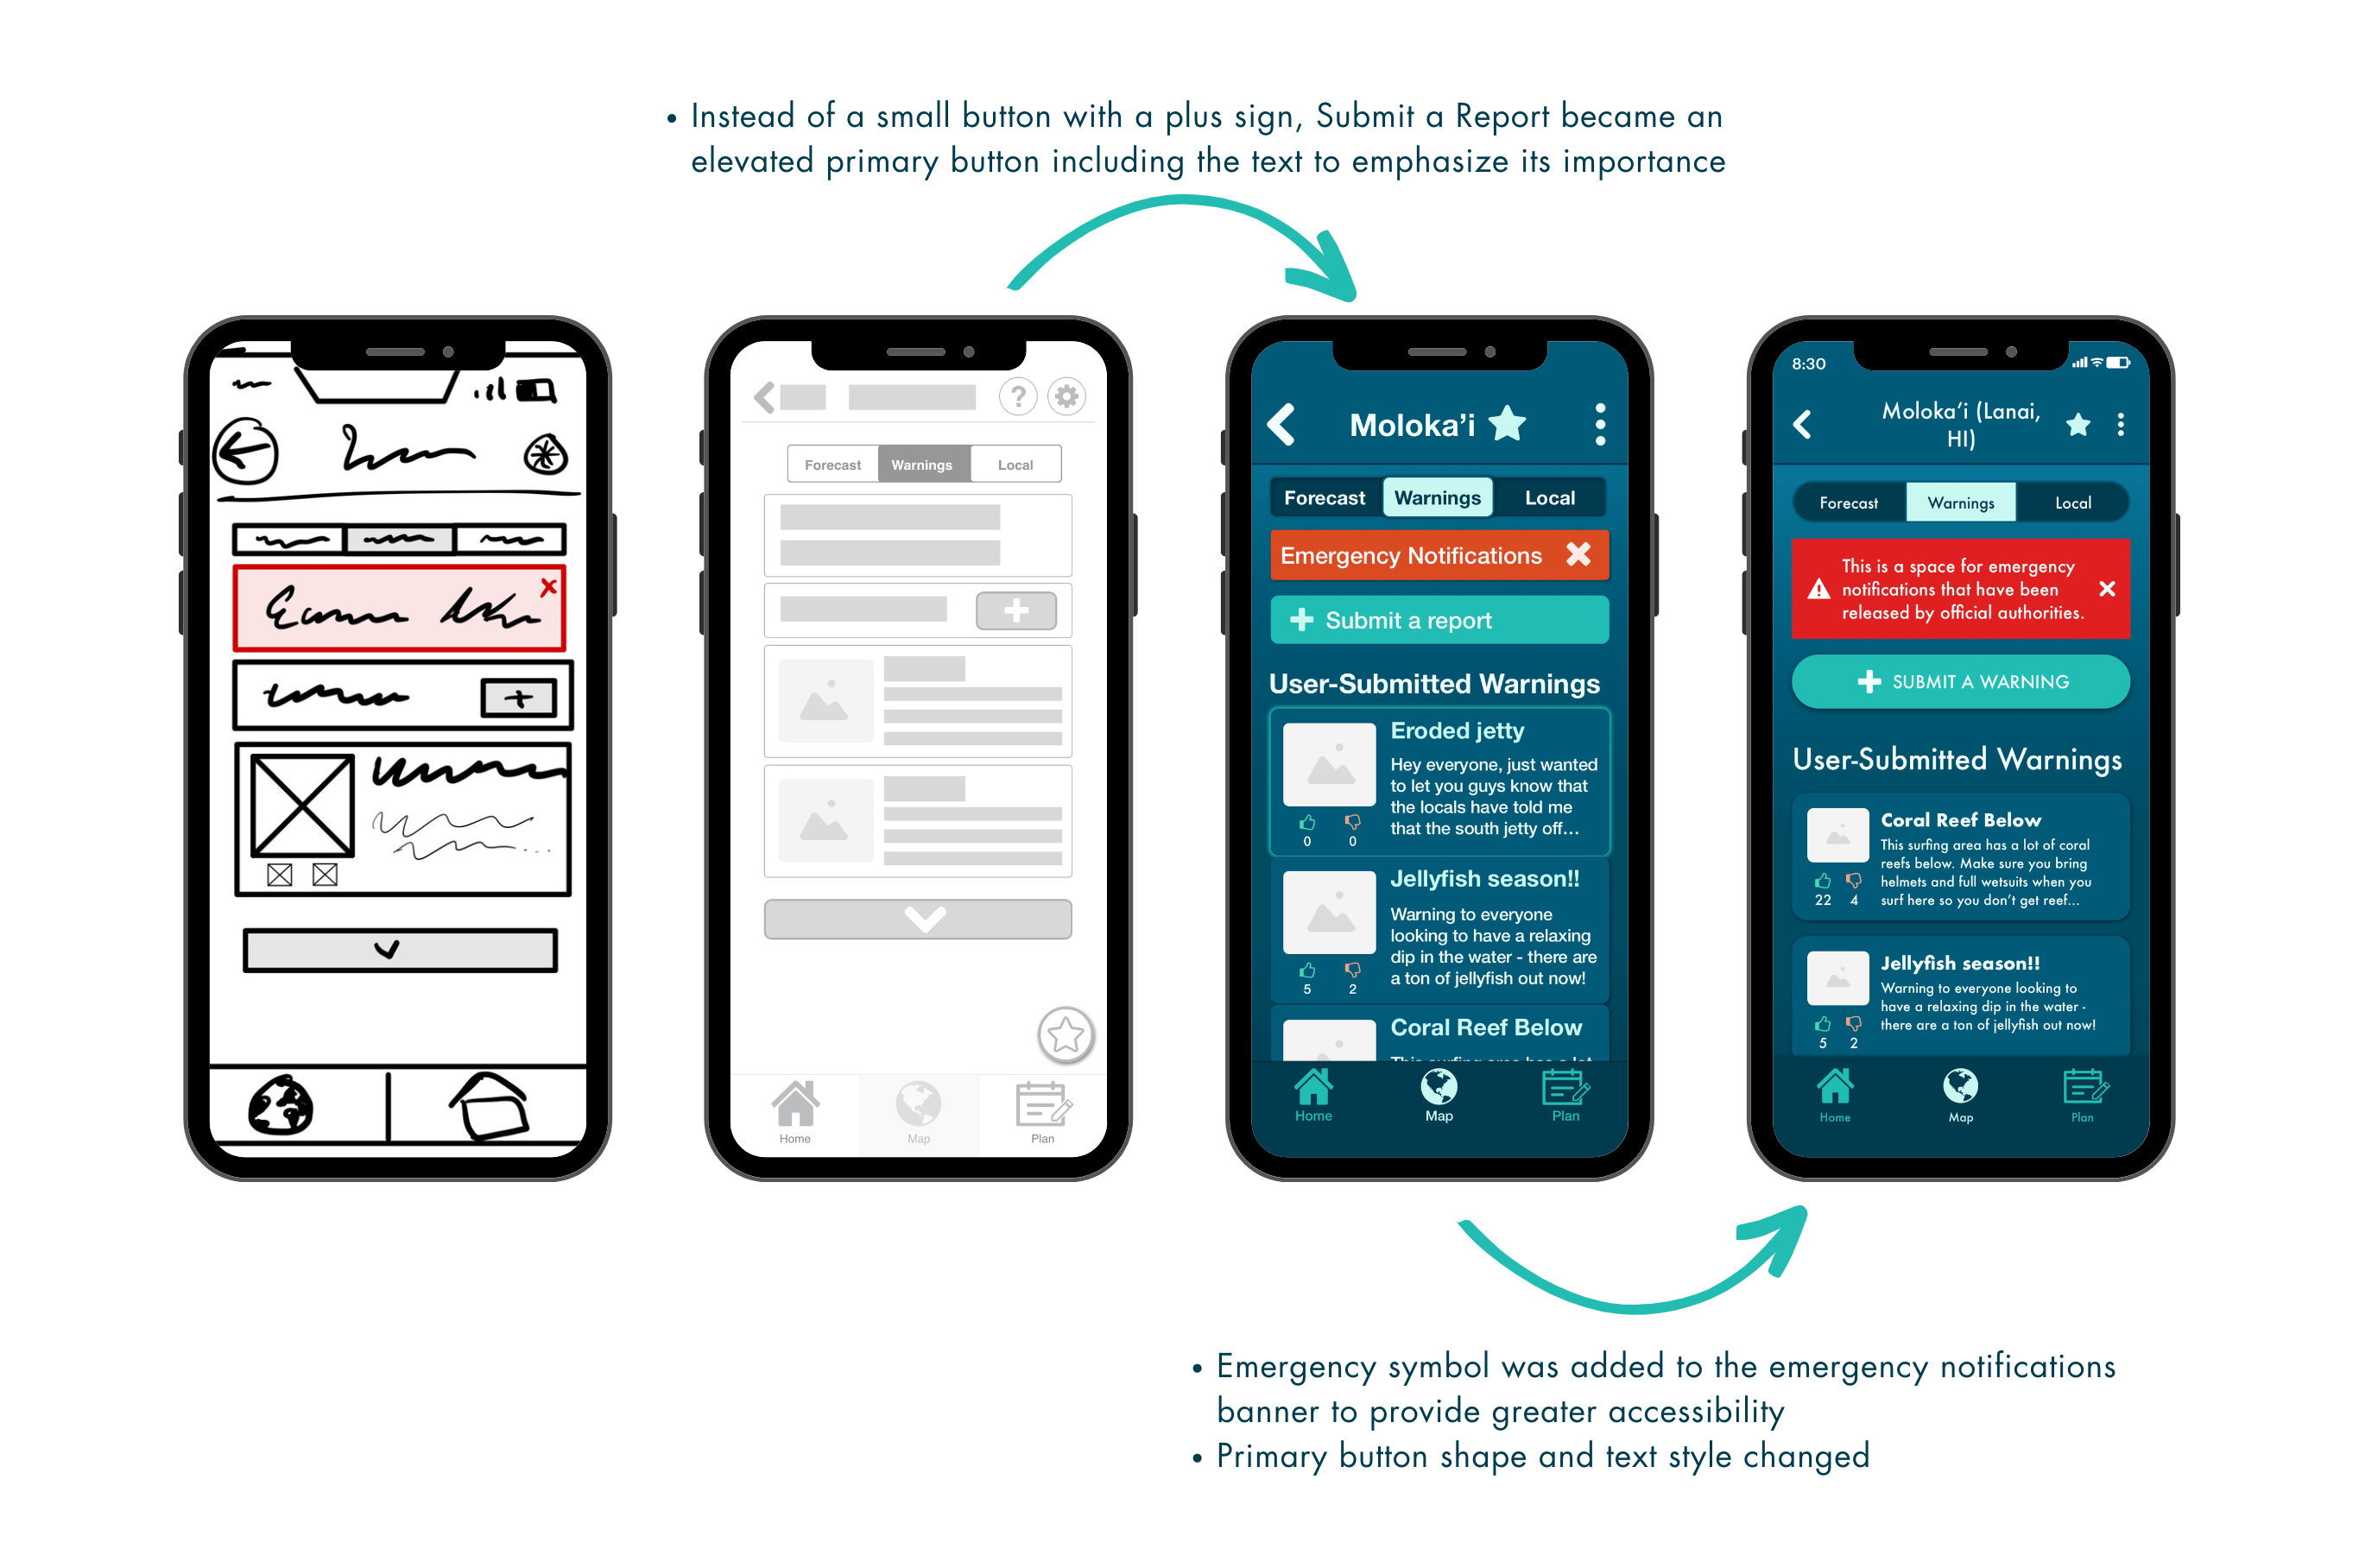 • Instead of a small button with a plus sign, Submit a Report became an
elevated primary button including the text to emphasize its importance
Forecast
Warnings
Local
Home
Map
Plan
Moloka'i
Forecast
Warnings
Local
Emergency Notifications
Submit a report
User-Submitted Warnings
Eroded jetty
Hey everyone, just wanted
to let you guys know that
the locals have told me
that the south jetty off...
0
0
Jellyfish season!!
Warning to everyone
looking to have a relaxing
dip in the water - there are
a ton of jellyfish out now!
5
2
Coral Reef Below
This surfing area has a lot
Home
Map
Plan
8:30
Moloka'i (Lanai,
HI)
Forecast
Warnings
Local
This is a space for emergency
notifications that have been
released by official authorities.
SUBMIT A WARNING
User-Submitted Warnings
Coral Reef Below
This surfing area has a lot of coral
reefs below. Make sure you bring
helmets and full wetsuits when you
surf here so you don't get reef...
22
4
Jellyfish season!!
Warning to everyone looking to
have a relaxing dip in the water -
there are a ton of jellyfish out now!
5
2
Home
Map
Plan
• Emergency symbol was added to the emergency notifications
banner to provide greater accessibility
• Primary button shape and text style changed